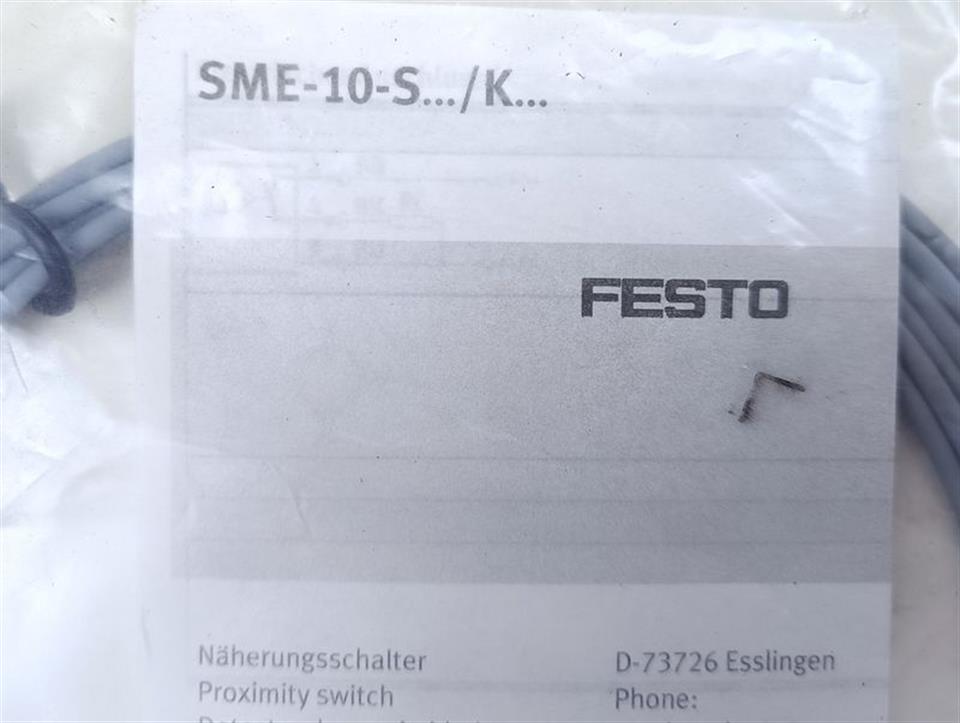 SME-10-S.../K...
FESTO
Näherungsschalter
Proximity switch
D-73726 Esslingen
Phone: